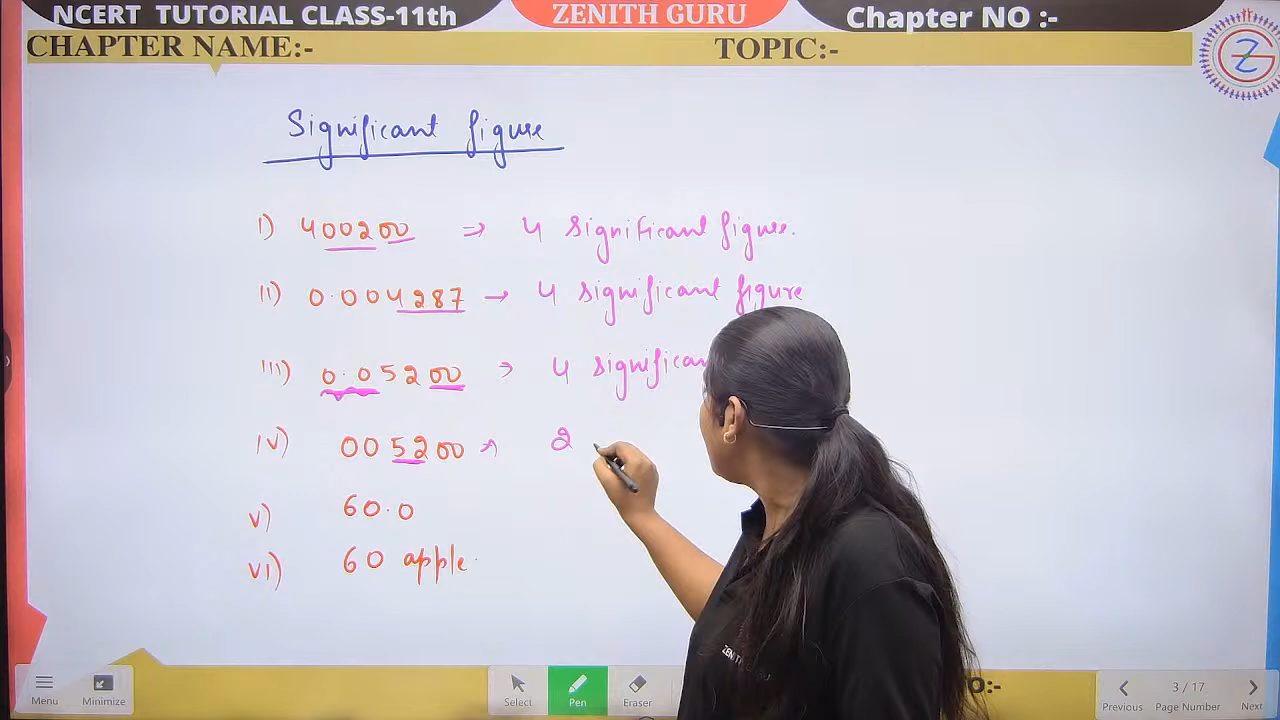 NCERT TUTORIAL CLASS-11th
ZENITH GURU
Chapter NO :-
CHAPTER NAME:-
TOPIC:-
Significant figure
i) 400200 → 4 significant figure.
ii) 0.004287 → 4 significant figure
iii) 0.05200 → 4 significan
iv) 005200 → 2
v) 60.0
vi) 60 apple.
ZENIT
O:-
Menu
Minimize
Select
Pen
Eraser
Previous
3 / 17
Page Number
Next